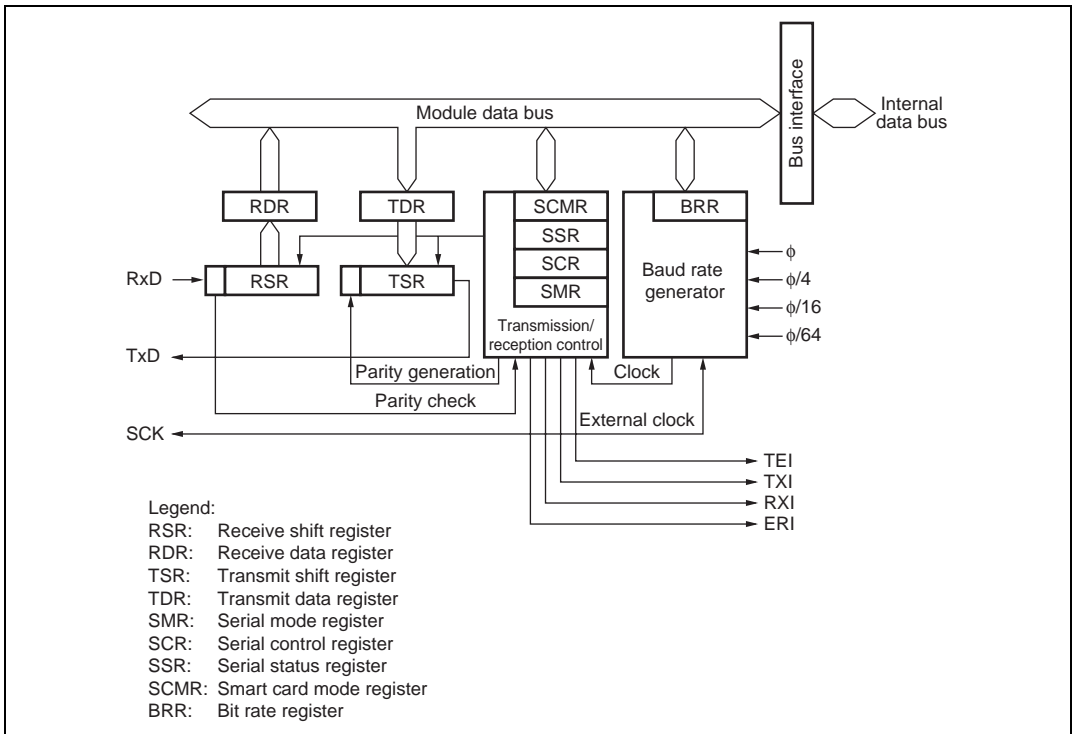 Module data bus
Bus interface
Internal
data bus
RDR
TDR
SCMR
SSR
SCR
SMR
BRR
RxD
RSR
TSR
Baud rate
generator
ϕ
ϕ/4
ϕ/16
ϕ/64
Transmission/
reception control
TxD
Parity generation
Clock
Parity check
External clock
SCK
TEI
TXI
RXI
ERI
Legend:
RSR: Receive shift register
RDR: Receive data register
TSR: Transmit shift register
TDR: Transmit data register
SMR: Serial mode register
SCR: Serial control register
SSR: Serial status register
SCMR: Smart card mode register
BRR: Bit rate register